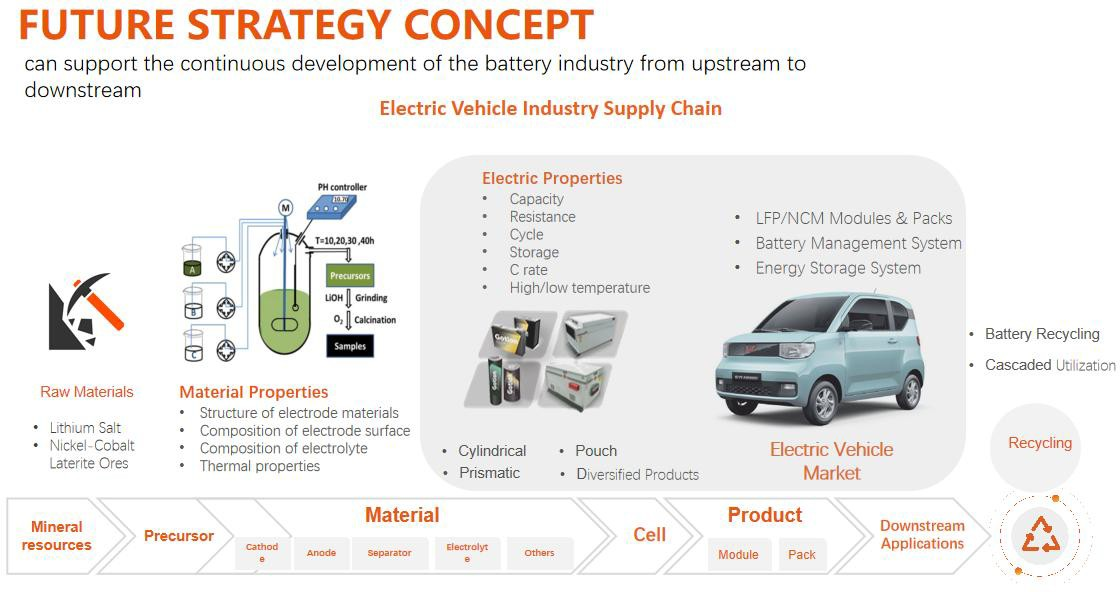 FUTURE STRATEGY CONCEPT
can support the continuous development of the battery industry from upstream to
downstream
Electric Vehicle Industry Supply Chain
PH controller
10.70
M
T=10,20,30 ,40h
A
B
C
Precursors
LiOH
Grinding
O₂
Calcination
Samples
Raw Materials
• Lithium Salt
• Nickel-Cobalt
Laterite Ores
Material Properties
• Structure of electrode materials
• Composition of electrode surface
• Composition of electrolyte
• Thermal properties
Electric Properties
• Capacity
• Resistance
• Cycle
• Storage
• C rate
• High/low temperature
Gotion
Gotion
Gotion
• Cylindrical
• Prismatic
• Pouch
• Diversified Products
• LFP/NCM Modules & Packs
• Battery Management System
• Energy Storage System
Electric Vehicle
Market
• Battery Recycling
• Cascaded Utilization
Recycling
Mineral
resources
Precursor
Material
Cathod
e
Anode
Separator
Electrolyt
e
Others
Cell
Product
Module
Pack
Downstream
Applications